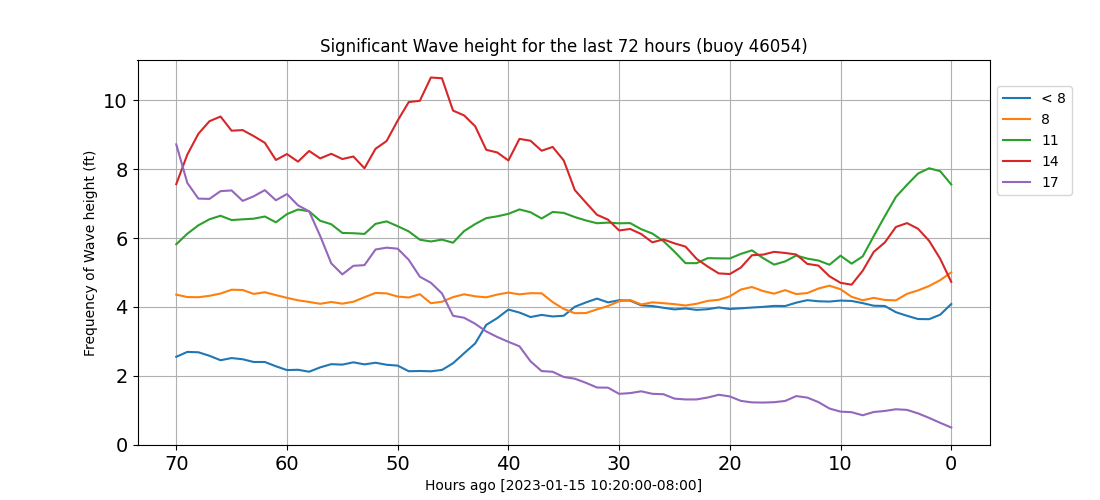 Significant Wave height for the last 72 hours (buoy 46054)
Frequency of Wave height (ft)
10
8
6
4
2
0
70 60 50 40 30 20 10 0
Hours ago [2023-01-15 10:20:00-08:00]
< 8
8
11
14
17